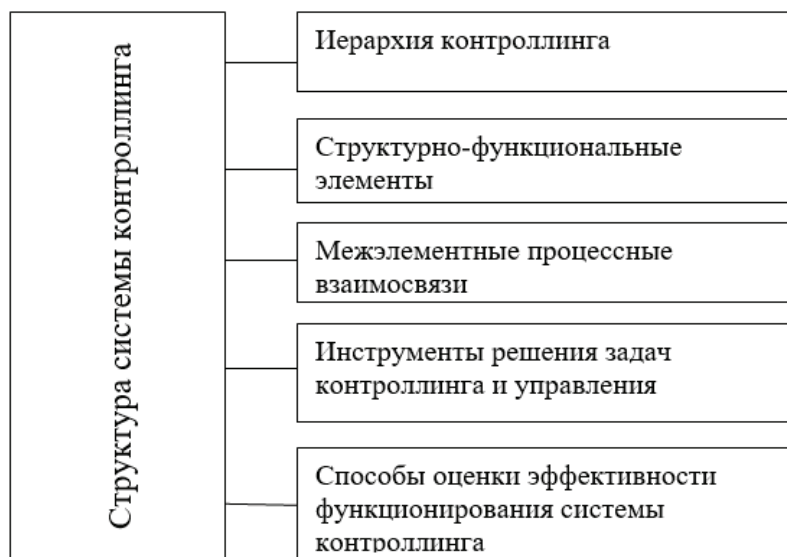 Структура системы контроллинга
Иерархия контроллинга
Структурно-функциональные
элементы
Межэлементные процессные
взаимосвязи
Инструменты решения задач
контроллинга и управления
Способы оценки эффективности
функционирования системы
контроллинга